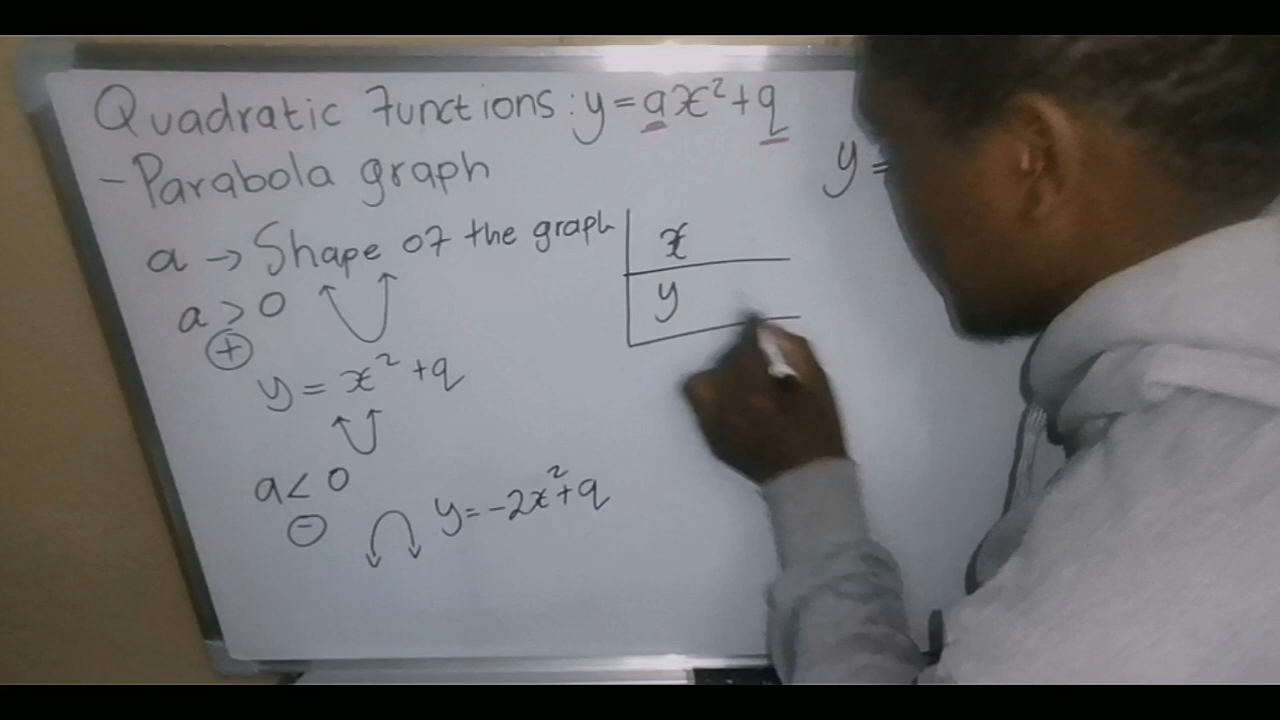 Quadratic Functions: y = ax² + q
- Parabola graph
a → Shape of the graph
a > 0
+
y = x² + q
a < 0
-
y = -2x² + q
x
y
y =